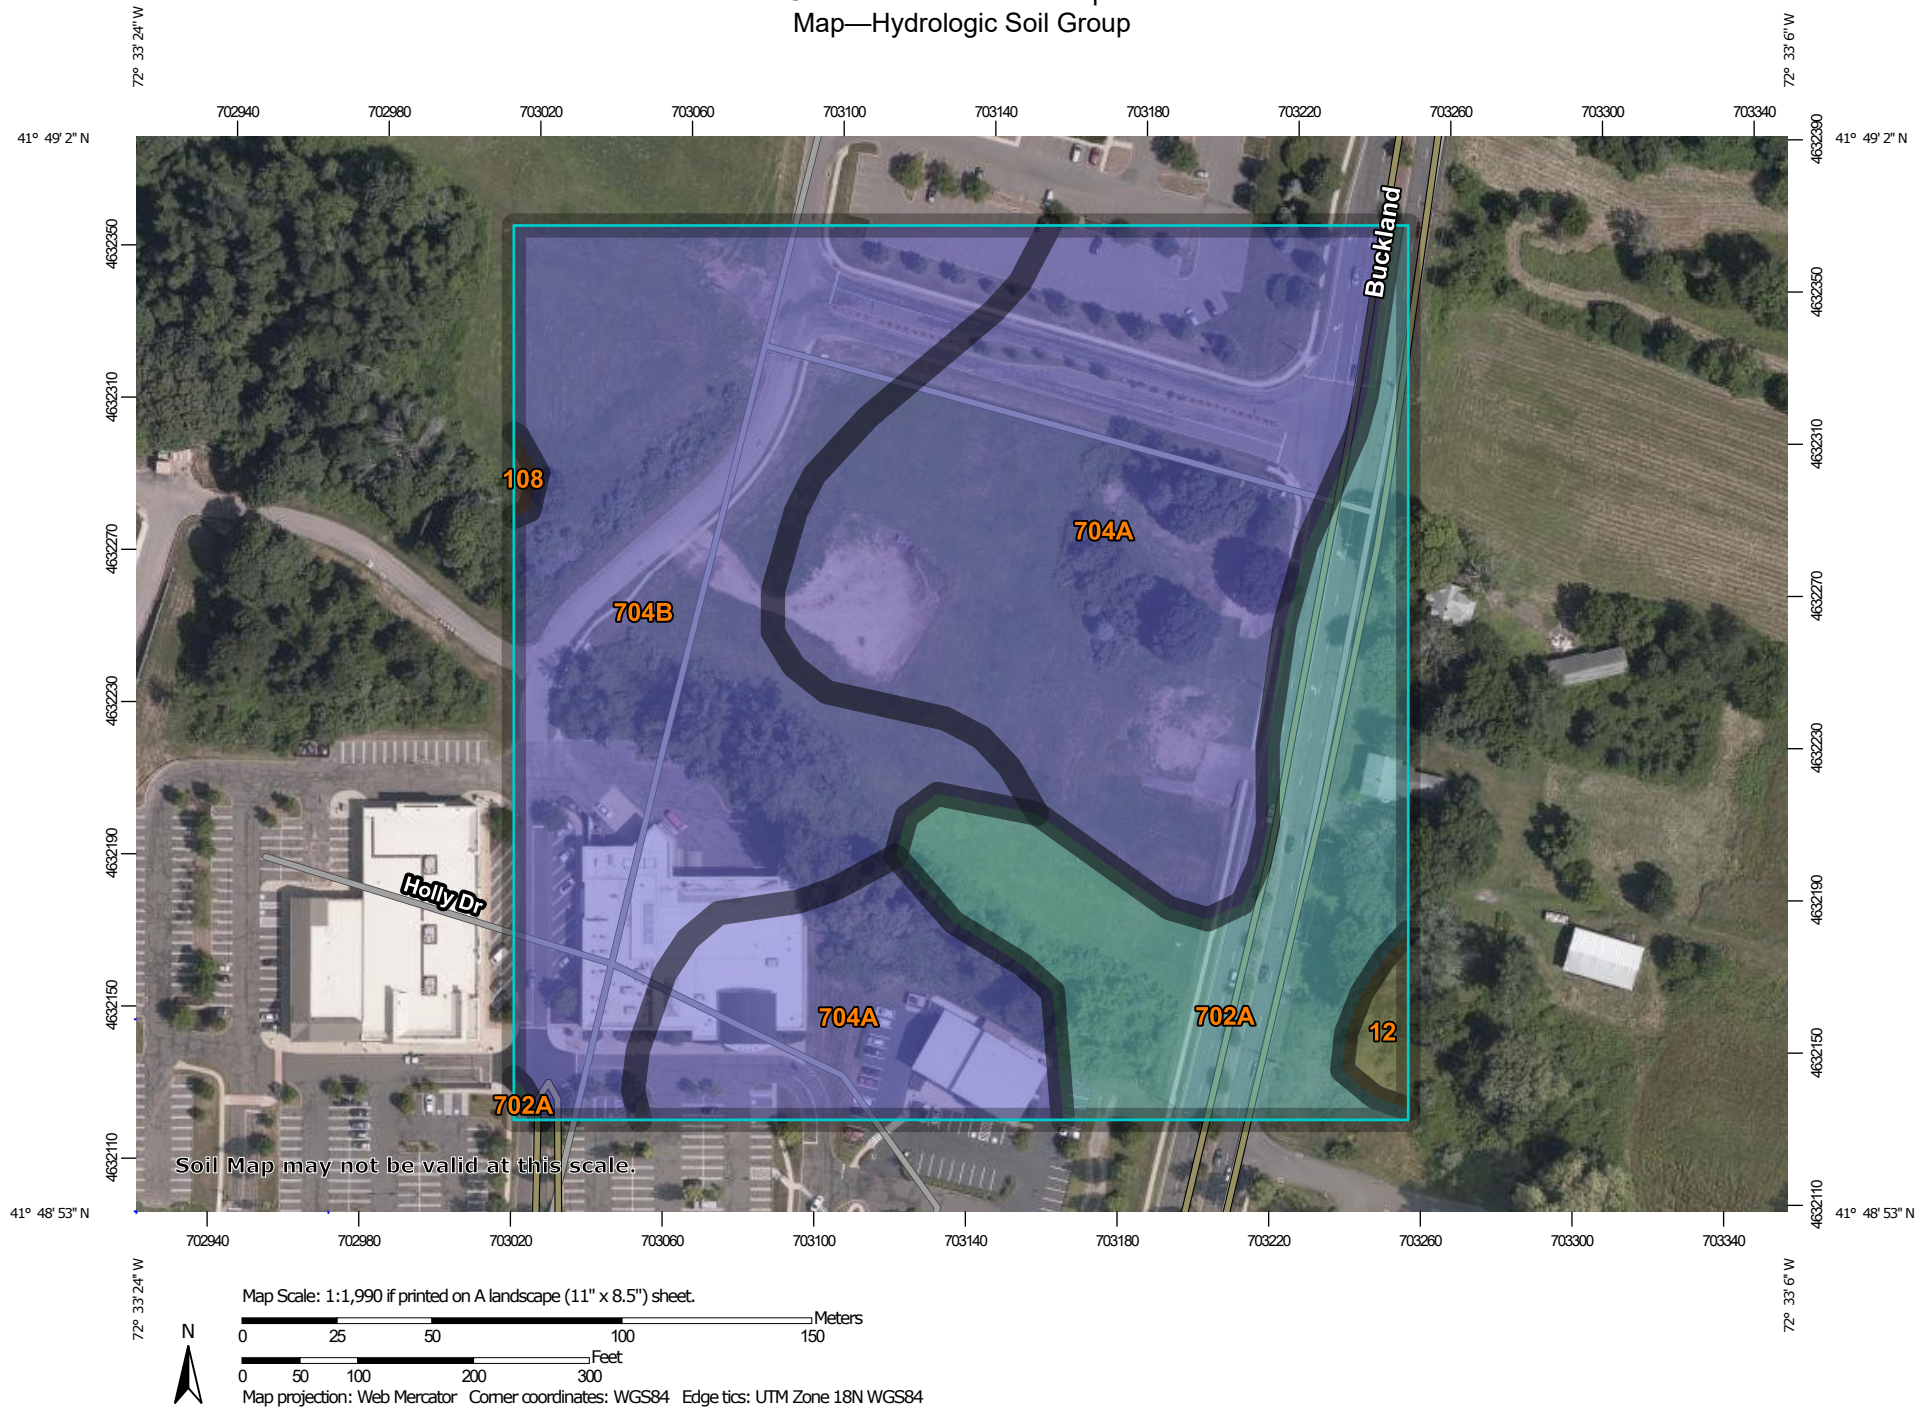 Map—Hydrologic Soil Group
72° 33' 24" W
72° 33' 6" W
702940 702980 703020 703060 703100 703140 703180 703220 703260 703300 703340
41° 49' 2" N
41° 49' 2" N
4632390
4632350
4632350
4632310
4632310
4632270
4632270
4632230
4632230
4632190
4632190
4632150
4632150
4632110
4632110
Buckland
108
704A
704B
Holly Dr
704A
702A
12
702A
Soil Map may not be valid at this scale.
41° 48' 53" N
41° 48' 53" N
702940 702980 703020 703060 703100 703140 703180 703220 703260 703300 703340
72° 33' 24" W
72° 33' 6" W
Map Scale: 1:1,990 if printed on A landscape (11" x 8.5") sheet.
Meters
0 25 50 100 150
Feet
0 50 100 200 300
N
Map projection: Web Mercator Corner coordinates: WGS84 Edge tics: UTM Zone 18N WGS84